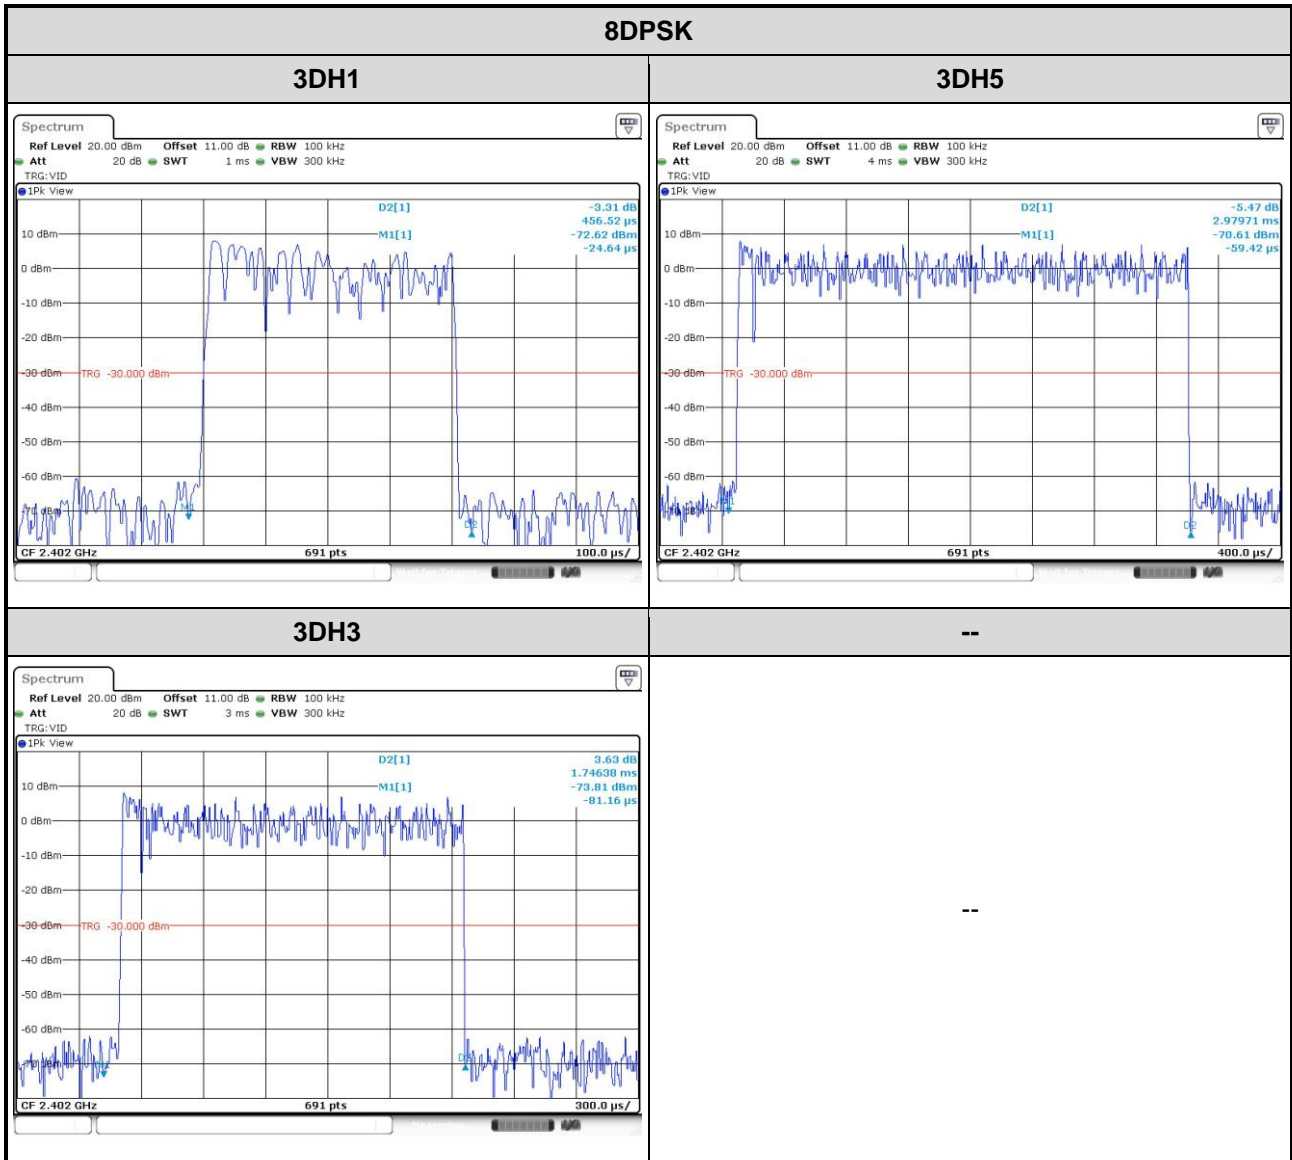 8DPSK
3DH1
3DH5
Spectrum
Ref Level 20.00 dBm Offset 11.00 dB RBW 100 kHz
Att 20 dB SWT 1 ms VBW 300 kHz
TRG:VID
1Pk View
D2[1] -3.31 dB
456.52 µs
10 dBm M1[1] -72.62 dBm
-24.64 µs
0 dBm
-10 dBm
-20 dBm
-30 dBm TRG -30.000 dBm
-40 dBm
-50 dBm
-60 dBm
-70 dBm M1
D2
CF 2.402 GHz 691 pts 100.0 µs/
Spectrum
Ref Level 20.00 dBm Offset 11.00 dB RBW 100 kHz
Att 20 dB SWT 4 ms VBW 300 kHz
TRG:VID
1Pk View
D2[1] -5.47 dB
2.97971 ms
10 dBm M1[1] -70.61 dBm
-59.42 µs
0 dBm
-10 dBm
-20 dBm
-30 dBm TRG -30.000 dBm
-40 dBm
-50 dBm
-60 dBm
D2
CF 2.402 GHz 691 pts 400.0 µs/
3DH3
--
Spectrum
Ref Level 20.00 dBm Offset 11.00 dB RBW 100 kHz
Att 20 dB SWT 3 ms VBW 300 kHz
TRG:VID
1Pk View
D2[1] 3.63 dB
1.74638 ms
10 dBm M1[1] -73.81 dBm
-81.16 µs
0 dBm
-10 dBm
-20 dBm
-30 dBm TRG -30.000 dBm
-40 dBm
-50 dBm
-60 dBm
CF 2.402 GHz 691 pts 300.0 µs/
--